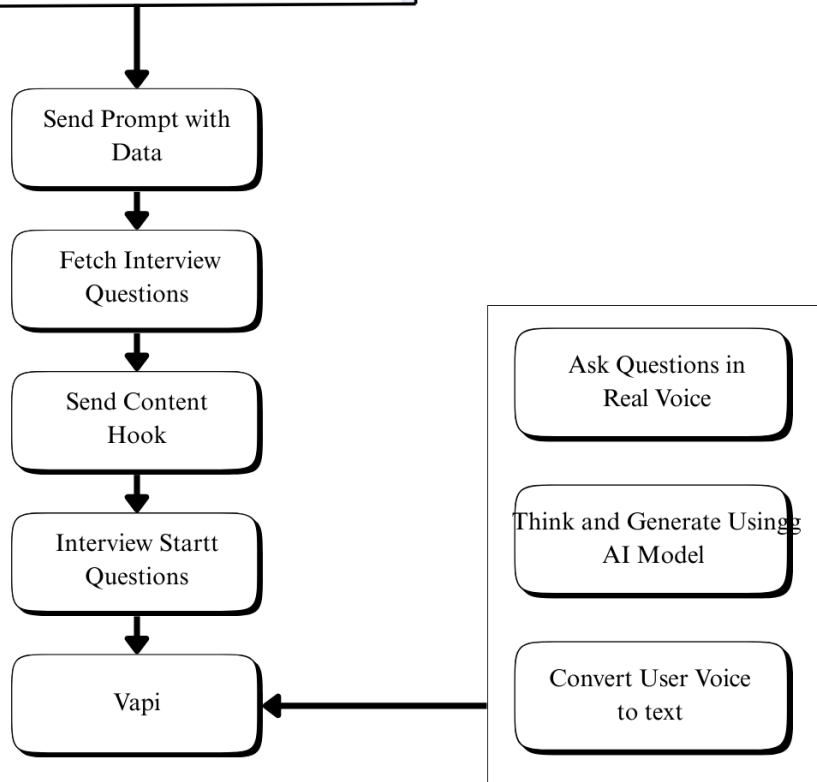 Send Prompt with
Data
Fetch Interview
Questions
Send Content
Hook
Interview Startt
Questions
Vapi
Ask Questions in
Real Voice
Think and Generate Usingg
AI Model
Convert User Voice
to text